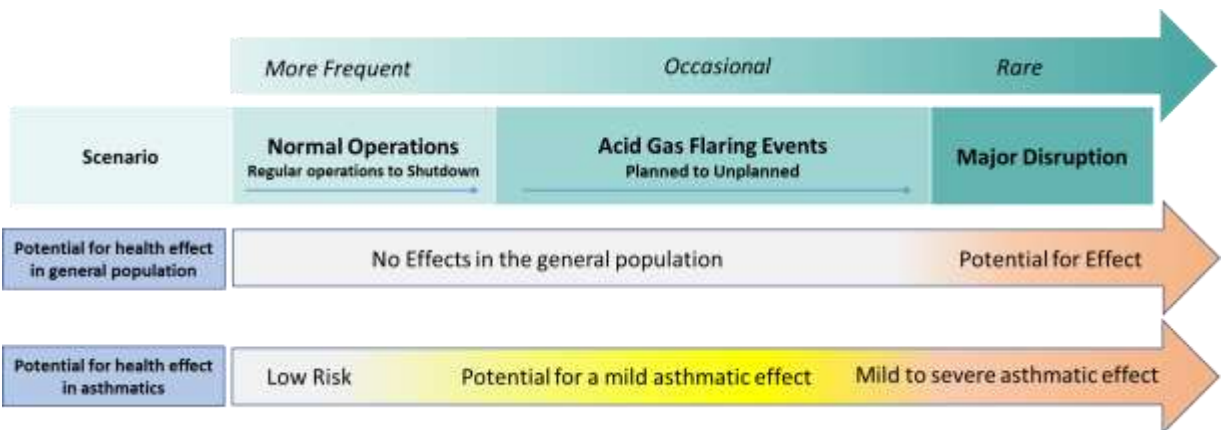 More Frequent
Occasional
Rare
Scenario
Normal Operations
Regular operations to Shutdown
Acid Gas Flaring Events
Planned to Unplanned
Major Disruption
Potential for health effect
in general population
No Effects in the general population
Potential for Effect
Potential for health effect
in asthmatics
Low Risk
Potential for a mild asthmatic effect
Mild to severe asthmatic effect